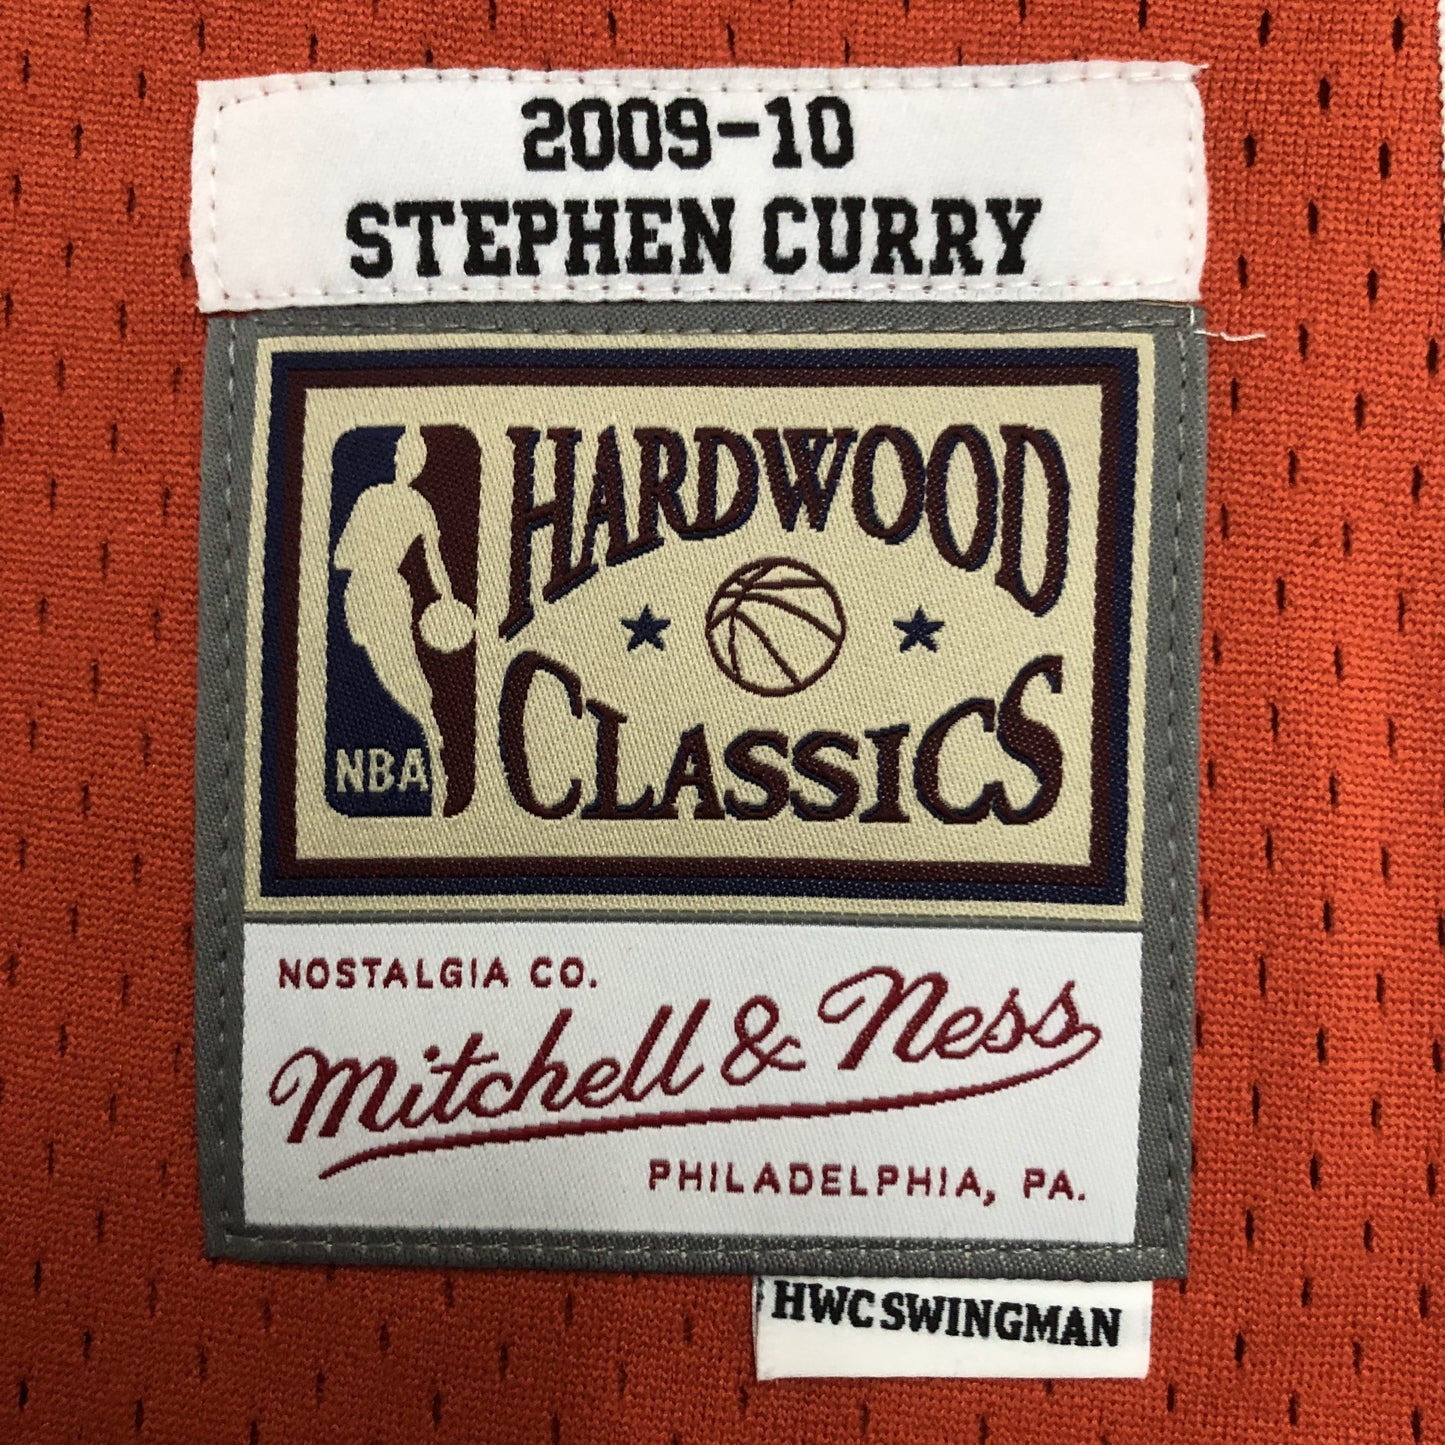 2009-10
STEPHEN CURRY
HARDWOOD
CLASSICS
NBA
NOSTALGIA CO.
Mitchell & Ness
PHILADELPHIA, PA.
HWC SWINGMAN